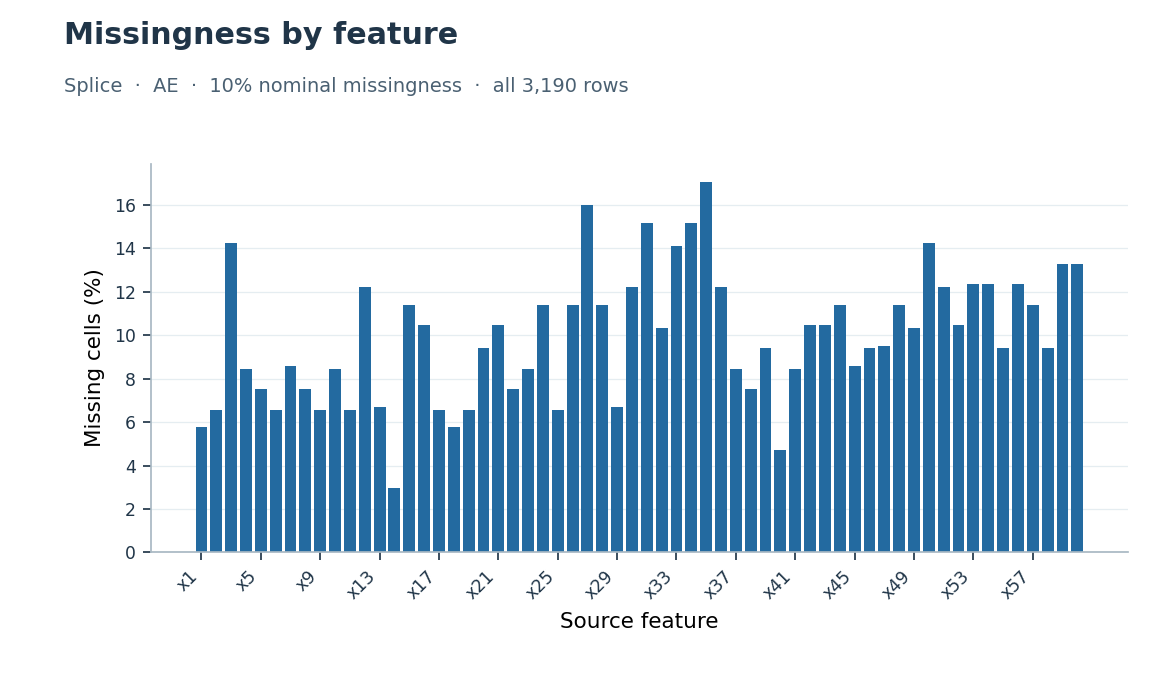 Missingness by feature
Splice · AE · 10% nominal missingness · all 3,190 rows
Missing cells (%)
16
14
12
10
8
6
4
2
0
x1 x5 x9 x13 x17 x21 x25 x29 x33 x37 x41 x45 x49 x53 x57
Source feature